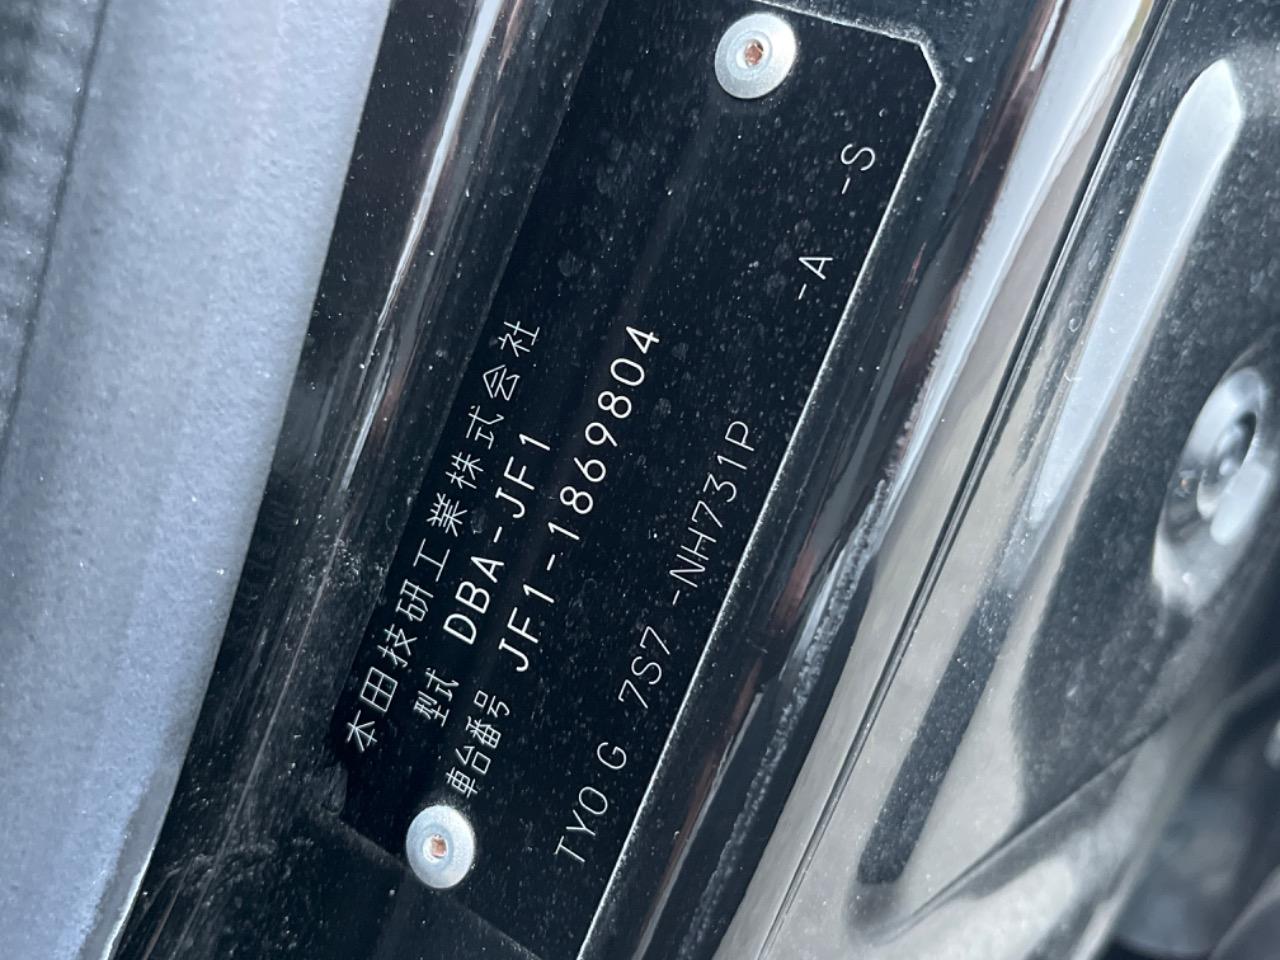 本田技研工業株式会社
型式 DBA-JF1
車台番号 JF1-1869804
TYO G 7S7 -NH731P -A -S